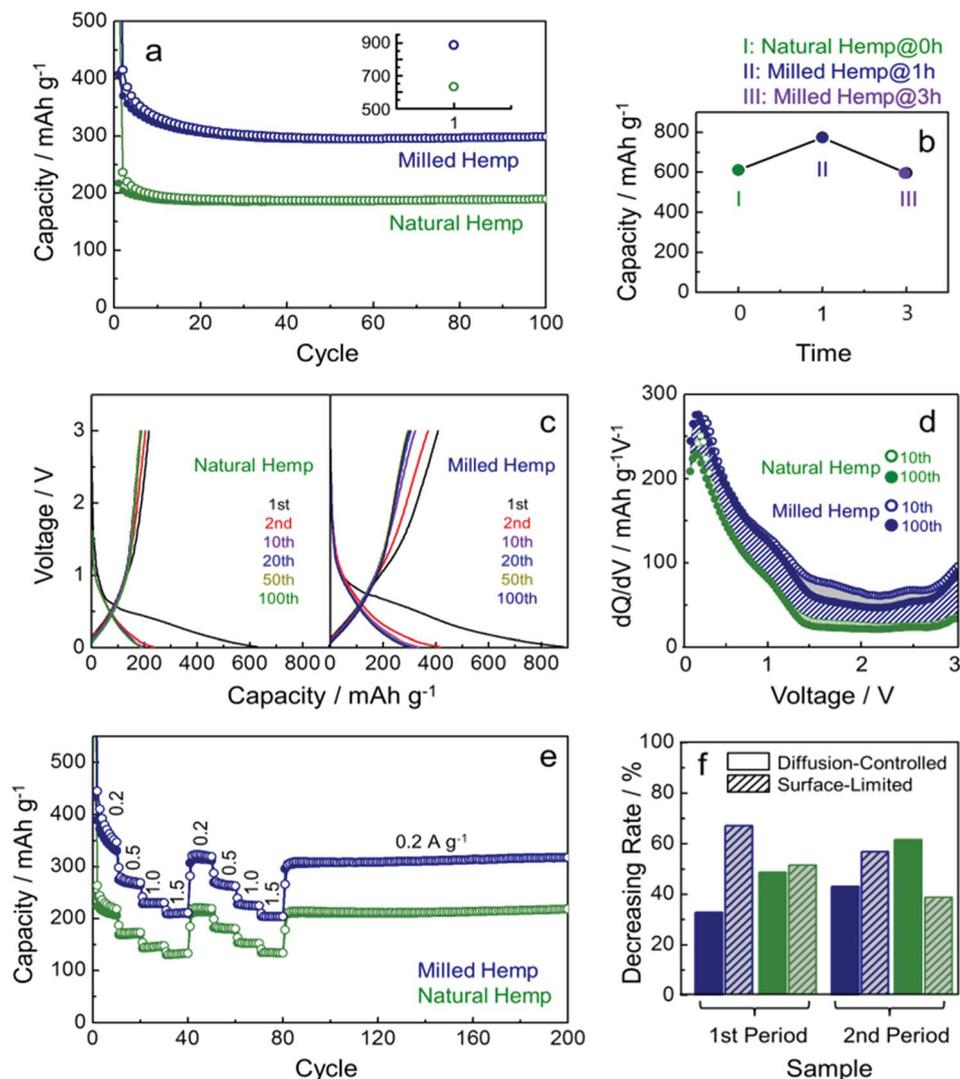 a
500
400
300
200
100
0
Capacity / mAh g-1
900
700
500
1
Milled Hemp
Natural Hemp
0 20 40 60 80 100
Cycle
I: Natural Hemp@0h
II: Milled Hemp@1h
III: Milled Hemp@3h
b
800
600
400
200
0
Capacity / mAh g-1
I
II
III
0 1 3
Time
c
3
2
1
0
Voltage / V
Natural Hemp
1st
2nd
10th
20th
50th
100th
Milled Hemp
1st
2nd
10th
20th
50th
100th
0 200 400 600 800 0 200 400 600 800
Capacity / mAh g-1
d
300
200
100
0
dQ/dV / mAh g-1V-1
Natural Hemp
10th
100th
Milled Hemp
10th
100th
0 1 2 3
Voltage / V
e
500
400
300
200
100
0
Capacity / mAh g-1
0.2
0.5
1.0
1.5
0.2
0.5
1.0
1.5
0.2 A g-1
Milled Hemp
Natural Hemp
0 40 80 120 160 200
Cycle
f
100
80
60
40
20
0
Decreasing Rate / %
Diffusion-Controlled
Surface-Limited
1st Period 2nd Period
Sample